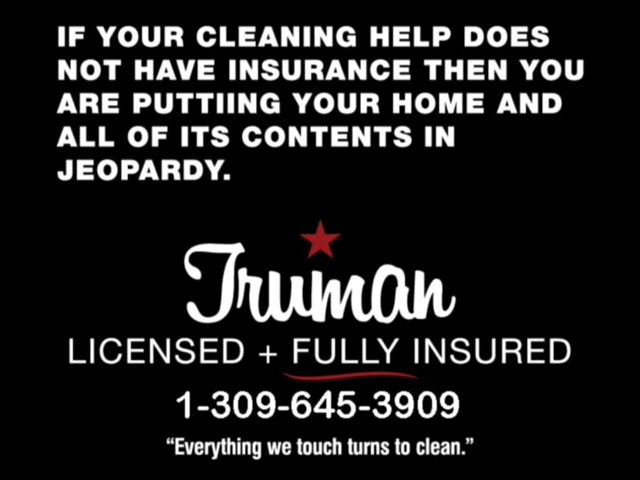 IF YOUR CLEANING HELP DOES
NOT HAVE INSURANCE THEN YOU
ARE PUTTIING YOUR HOME AND
ALL OF ITS CONTENTS IN
JEOPARDY.
Truman
LICENSED + FULLY INSURED
1-309-645-3909
“Everything we touch turns to clean.”